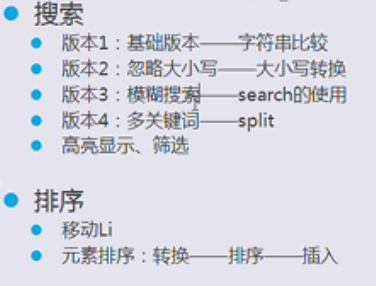 搜索
版本1：基础版本——字符串比较
版本2：忽略大小写——大小写转换
版本3：模糊搜索——search的使用
版本4：多关键词——split
高亮显示、筛选
排序
移动Li
元素排序：转换——排序——插入